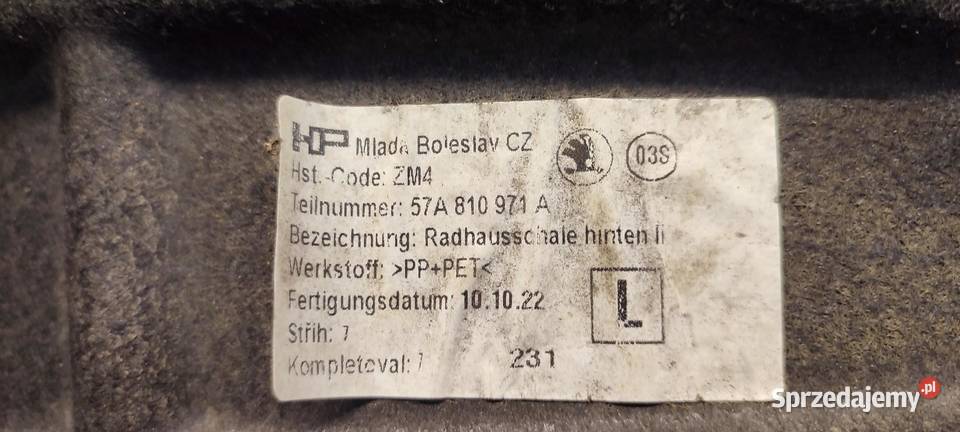 HP Mlada Boleslav CZ 03S
Hst.-Code: ZM4
Teilnummer: 57A 810 971 A
Bezeichnung: Radhausschale hinten li
Werkstoff: >PP+PET<
Fertigungsdatum: 10.10.22
L
Střih: 7
Kompletoval: 7 231
Sprzedajemy.pl